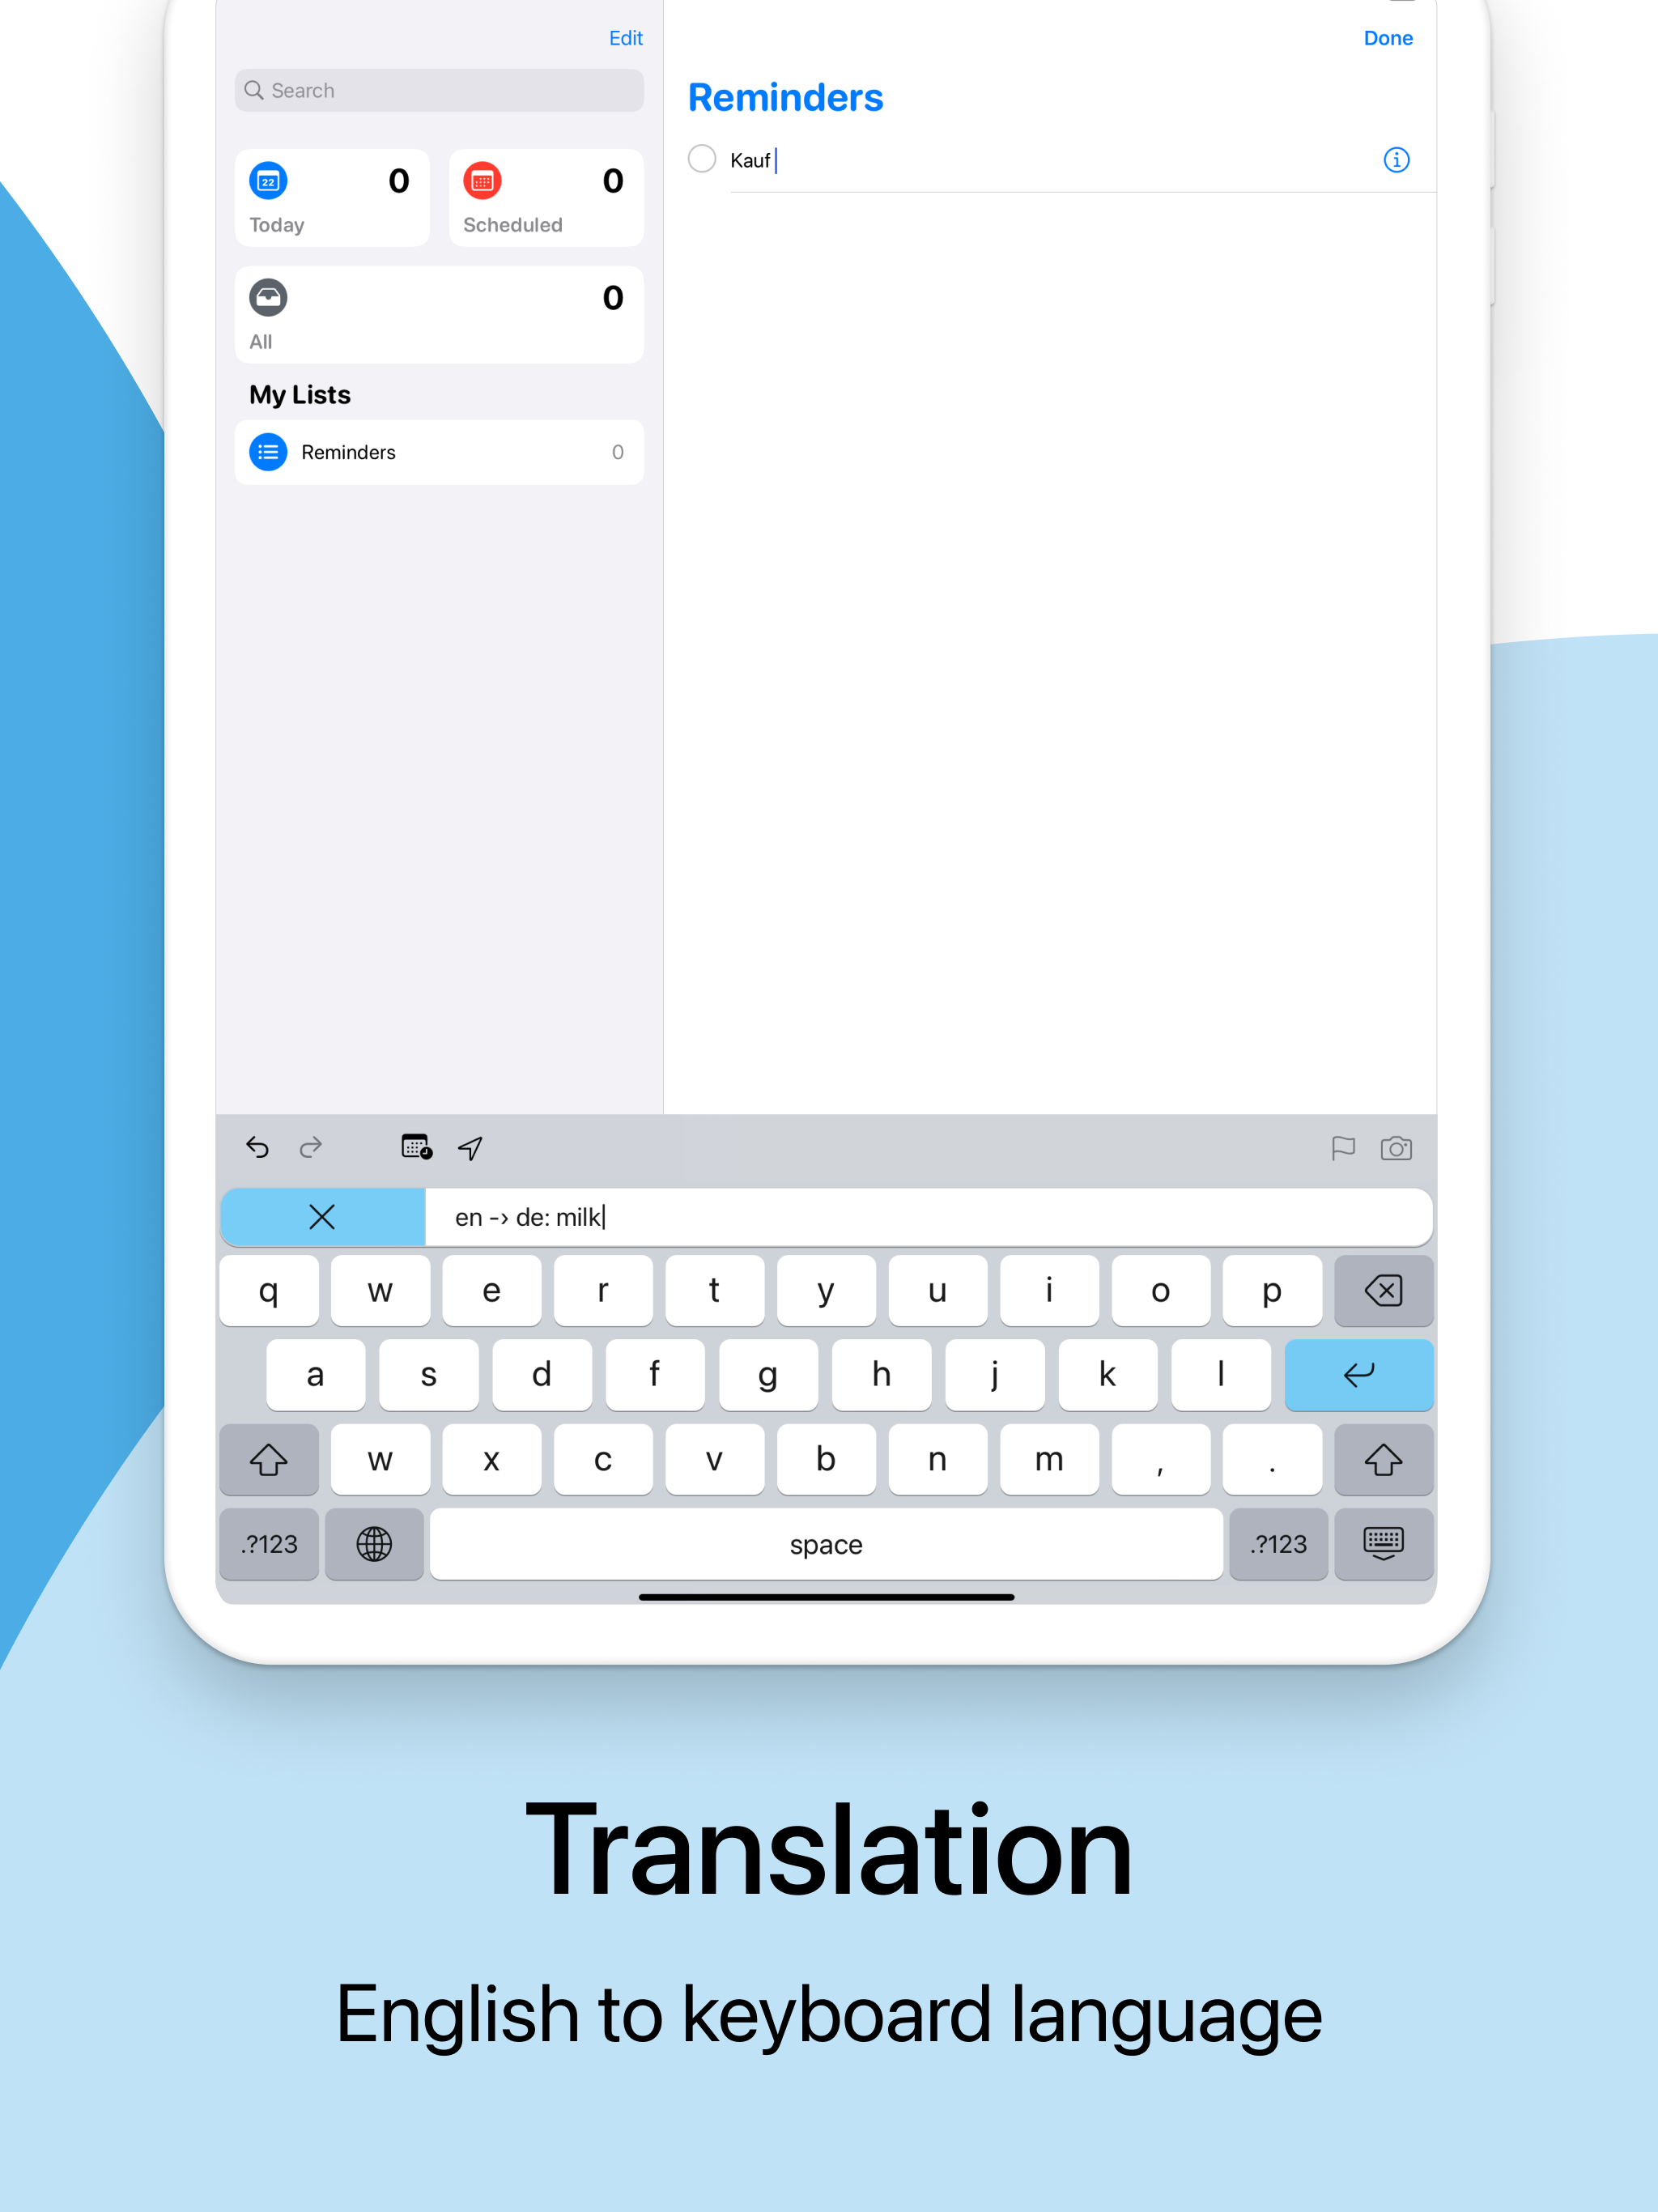 Edit
Search
22
0
Today
0
Scheduled
0
All
My Lists
Reminders
0
Done
Reminders
Kauf
en -› de: milk
q w e r t y u i o p
a s d f g h j k l
w x c v b n m , .
.?123
space
.?123
Translation
English to keyboard language